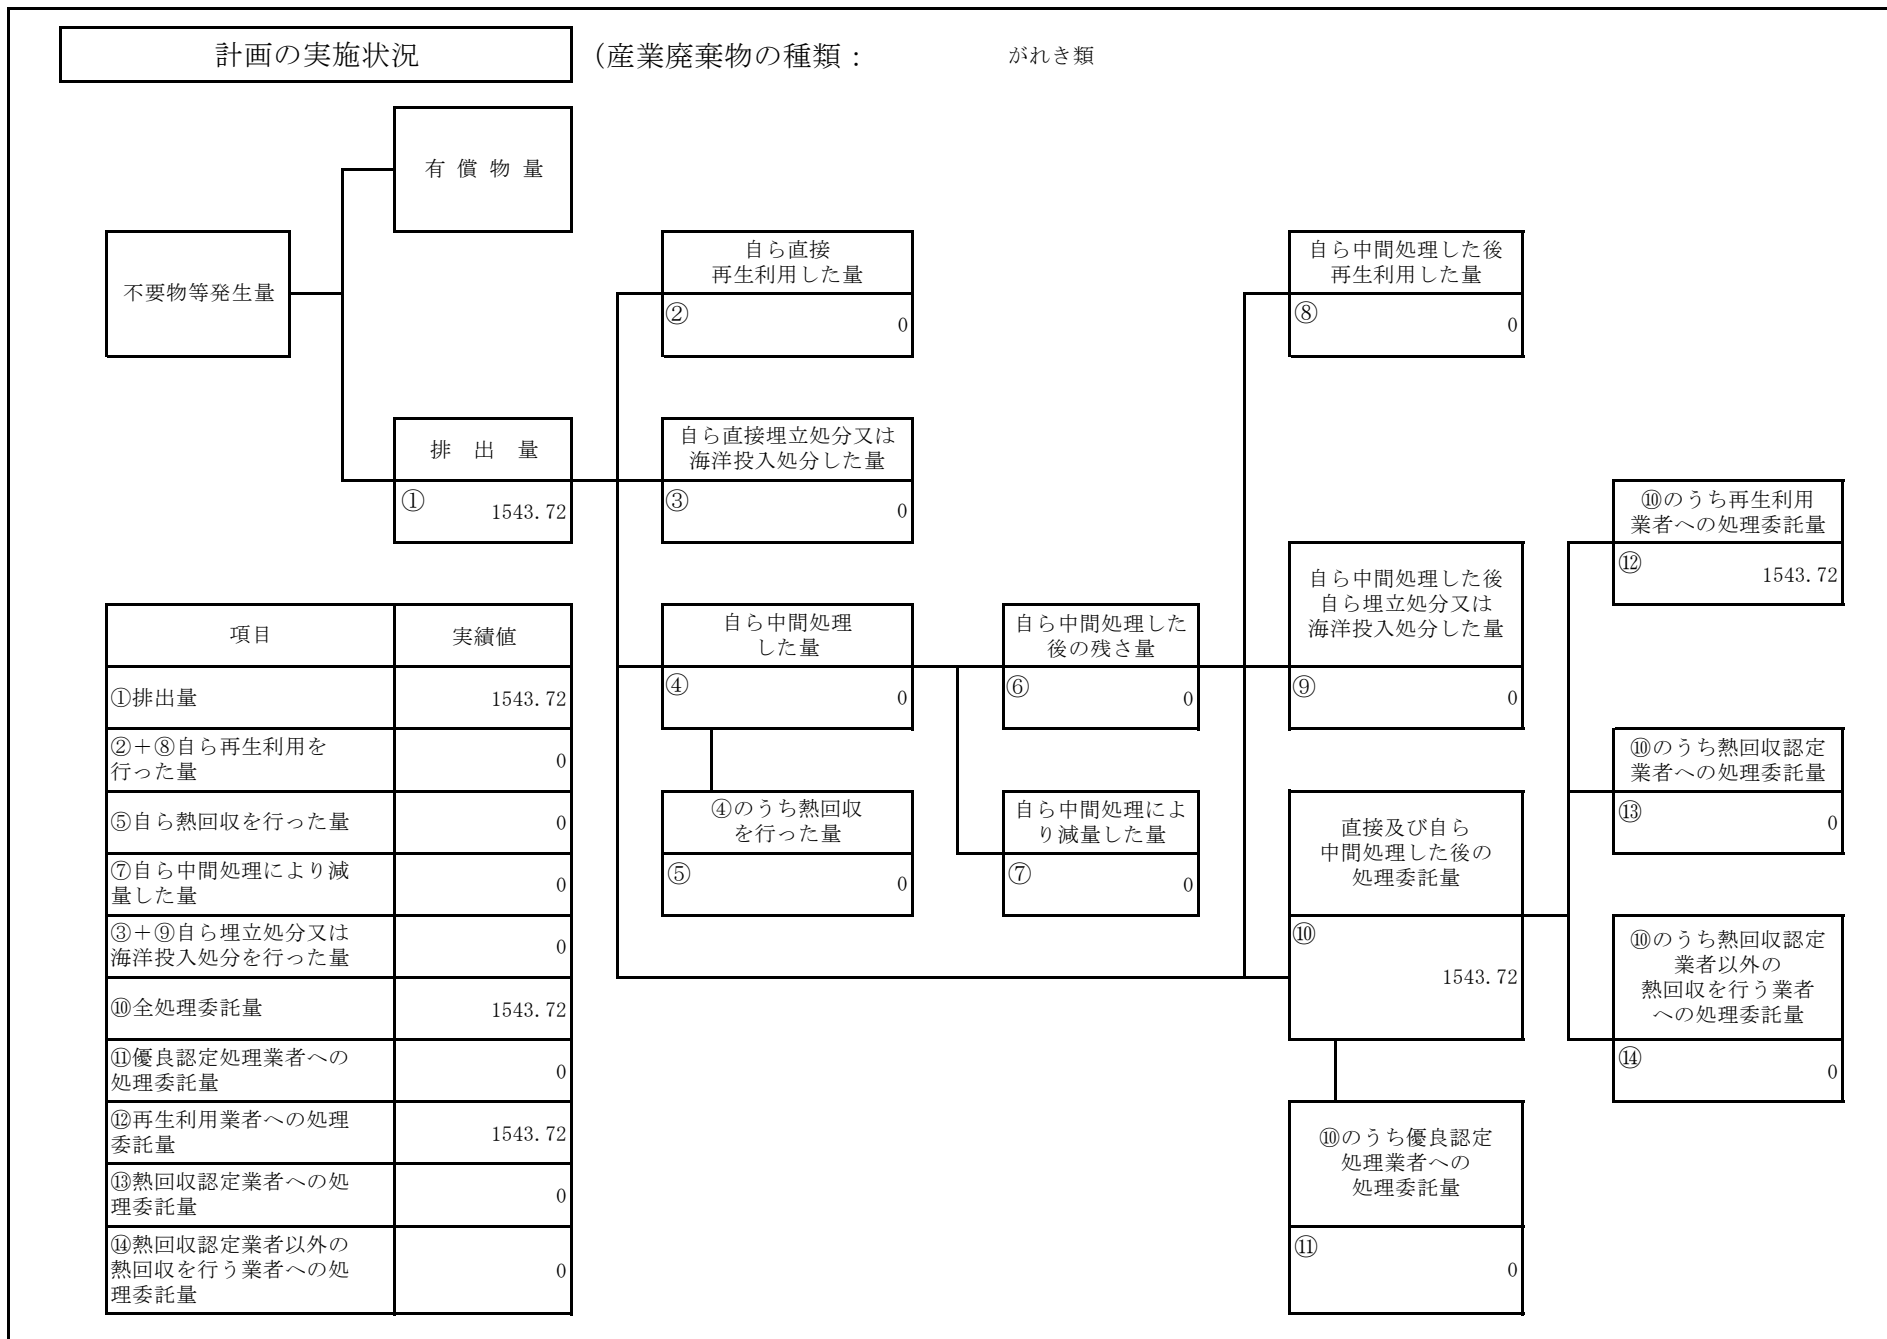 計画の実施状況
（産業廃棄物の種類：　がれき類
有 償 物 量
不要物等発生量
自ら直接
再生利用した量
②
0
自ら中間処理した後
再生利用した量
⑧
0
排　出　量
①
1543.72
自ら直接埋立処分又は
海洋投入処分した量
③
0
⑩のうち再生利用
業者への処理委託量
⑫
1543.72
自ら中間処理した後
自ら埋立処分又は
海洋投入処分した量
⑨
0
自ら中間処理
した量
④
0
自ら中間処理した
後の残さ量
⑥
0
④のうち熱回収
を行った量
⑤
0
自ら中間処理によ
り減量した量
⑦
0
直接及び自ら
中間処理した後の
処理委託量
⑩
1543.72
⑩のうち熱回収認定
業者への処理委託量
⑬
0
⑩のうち熱回収認定
業者以外の
熱回収を行う業者
への処理委託量
⑭
0
⑩のうち優良認定
処理業者への
処理委託量
⑪
0
項目　実績値
①排出量　1543.72
②＋⑧自ら再生利用を
行った量　0
⑤自ら熱回収を行った量　0
⑦自ら中間処理により減
量した量　0
③＋⑨自ら埋立処分又は
海洋投入処分を行った量　0
⑩全処理委託量　1543.72
⑪優良認定処理業者への
処理委託量　0
⑫再生利用業者への処理
委託量　1543.72
⑬熱回収認定業者への処
理委託量　0
⑭熱回収認定業者以外の
熱回収を行う業者への処
理委託量　0